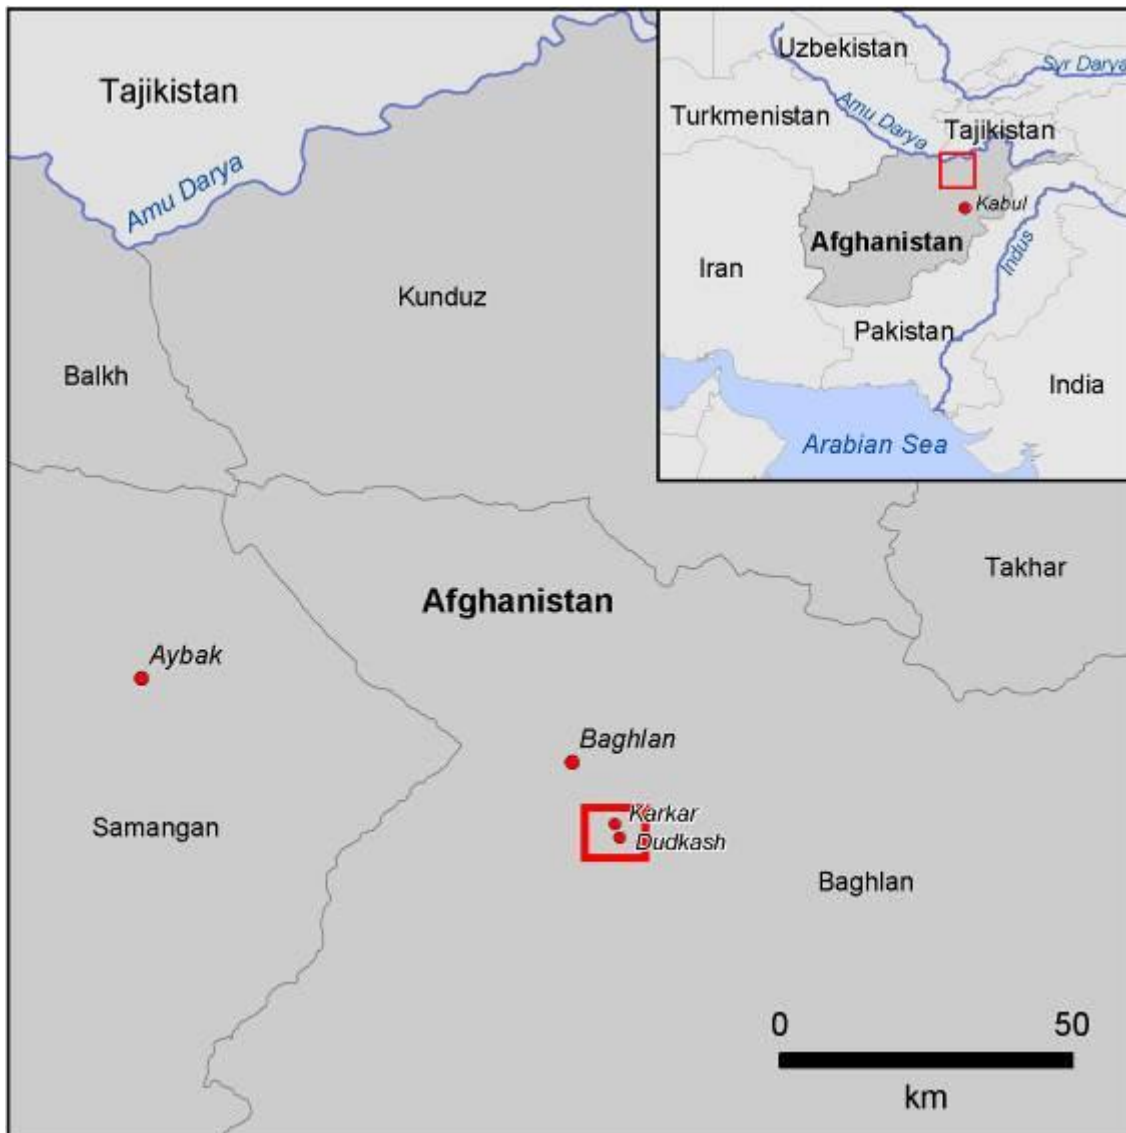 Tajikistan
Amu Darya
Kunduz
Balkh
Afghanistan
Takhar
Aybak
Baghlan
Karkar
Dudkash
Samangan
Baghlan
0 50
km
Uzbekistan
Syr Darya
Turkmenistan
Amu Darya
Tajikistan
Kabul
Afghanistan
Iran
Indus
Pakistan
India
Arabian Sea